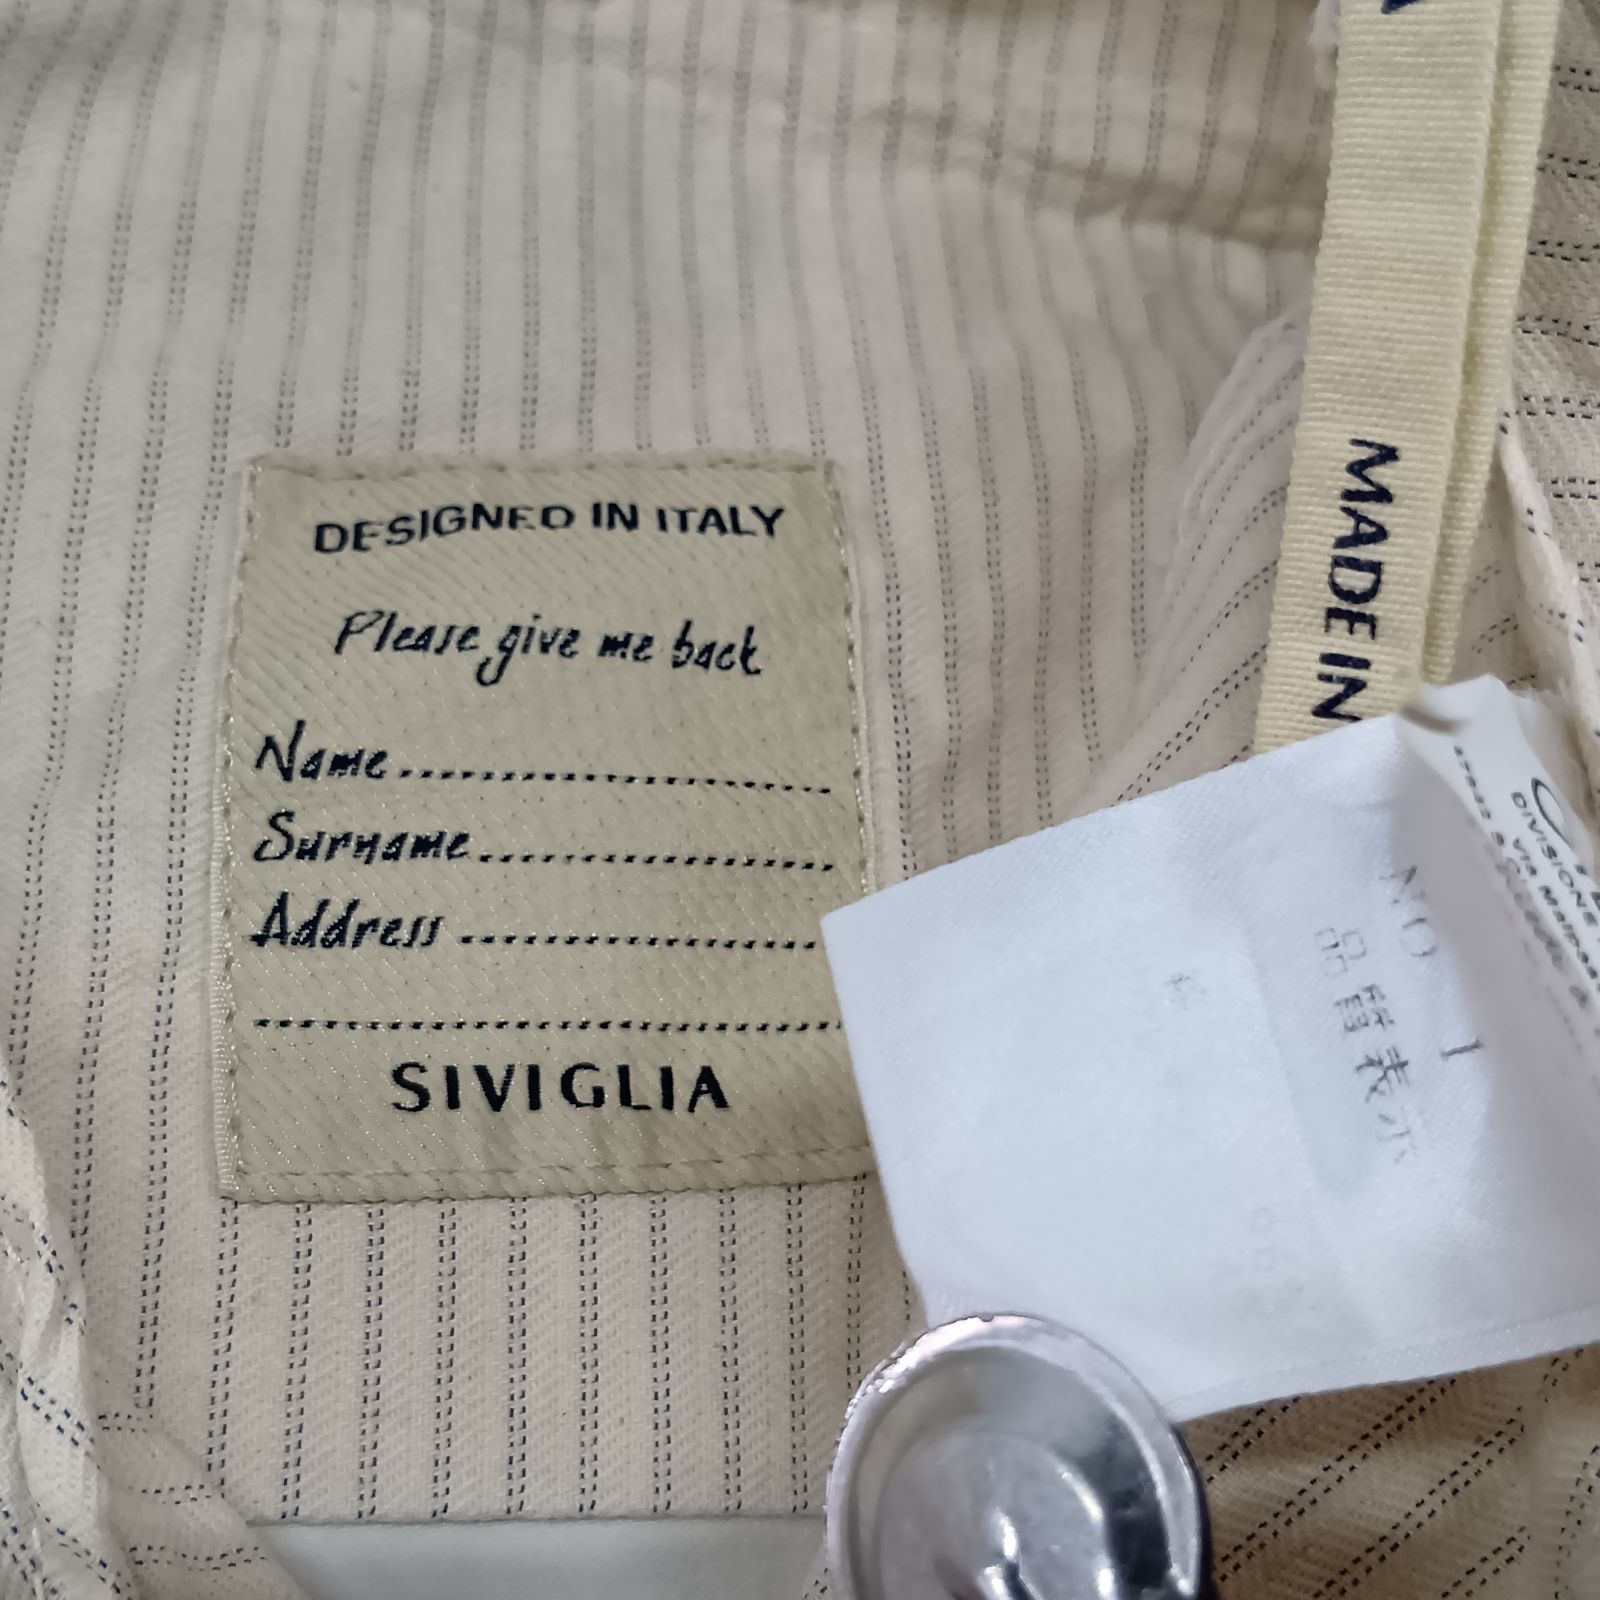 DESIGNED IN ITALY
Please give me back
Name
Surname
Address
SIVIGLIA
MADE IN
NO 1
品質表示
DIVISIONE